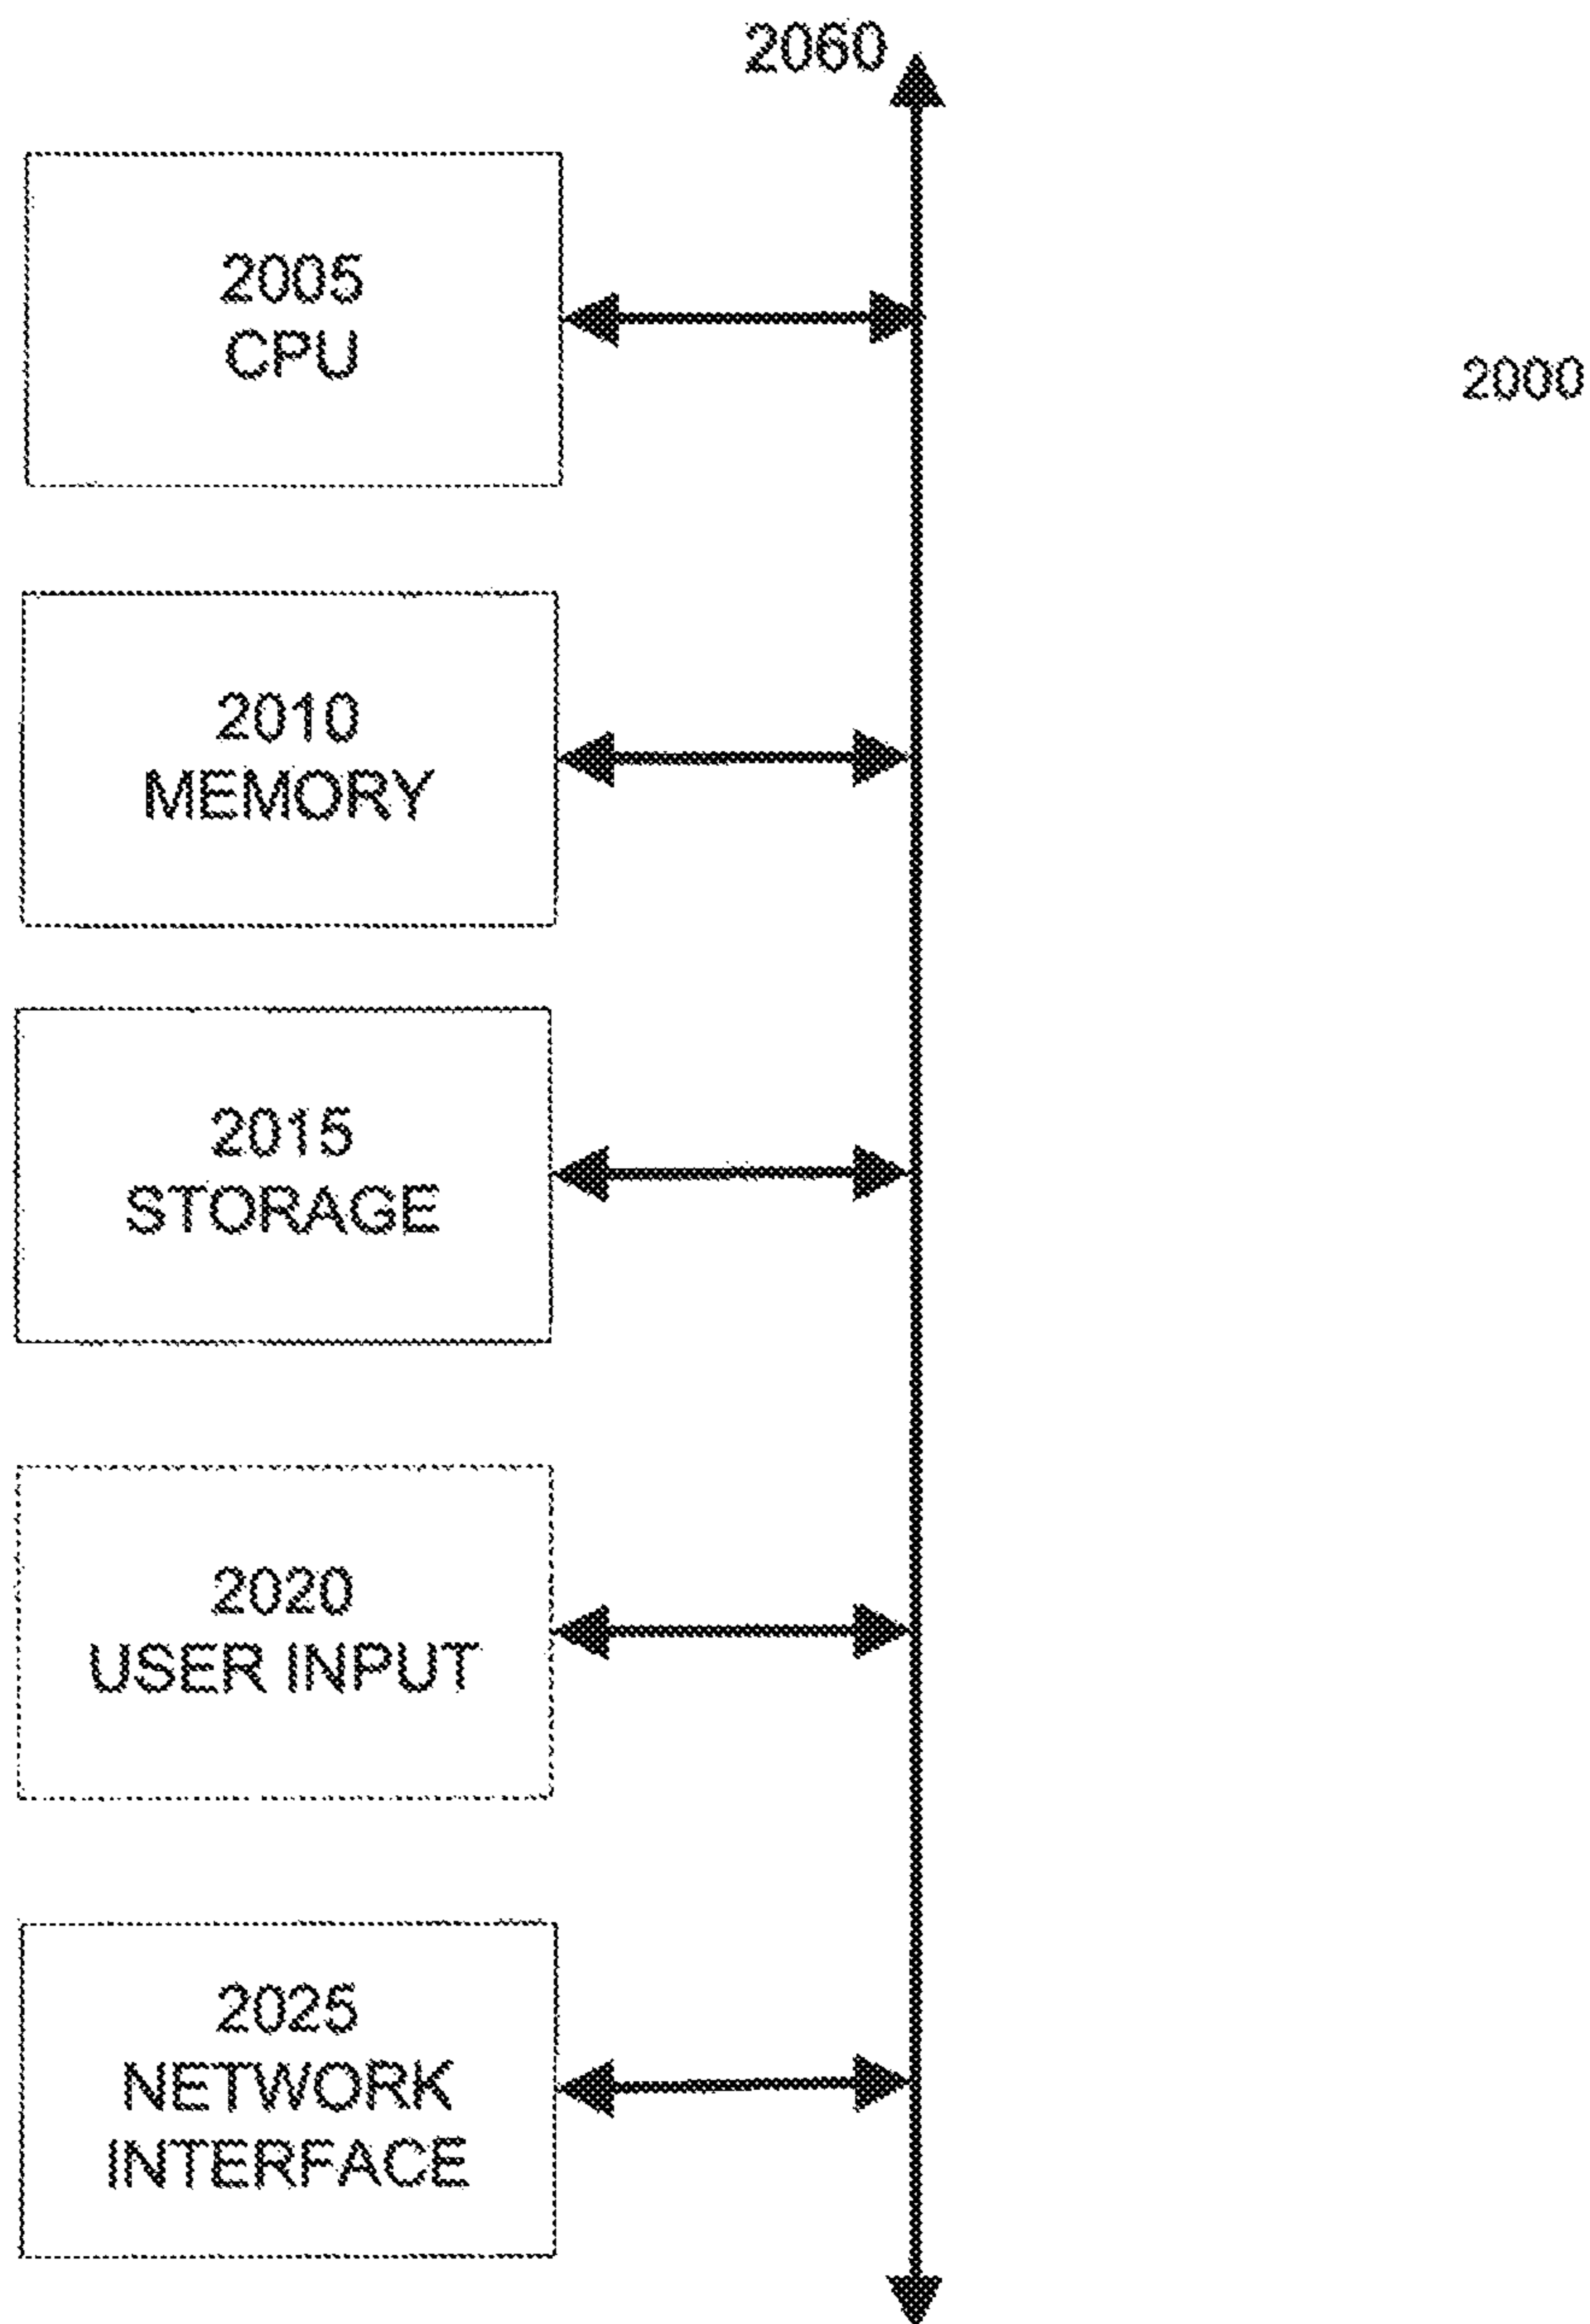 2060
2005
CPU
2000
2010
MEMORY
2015
STORAGE
2020
USER INPUT
2025
NETWORK
INTERFACE